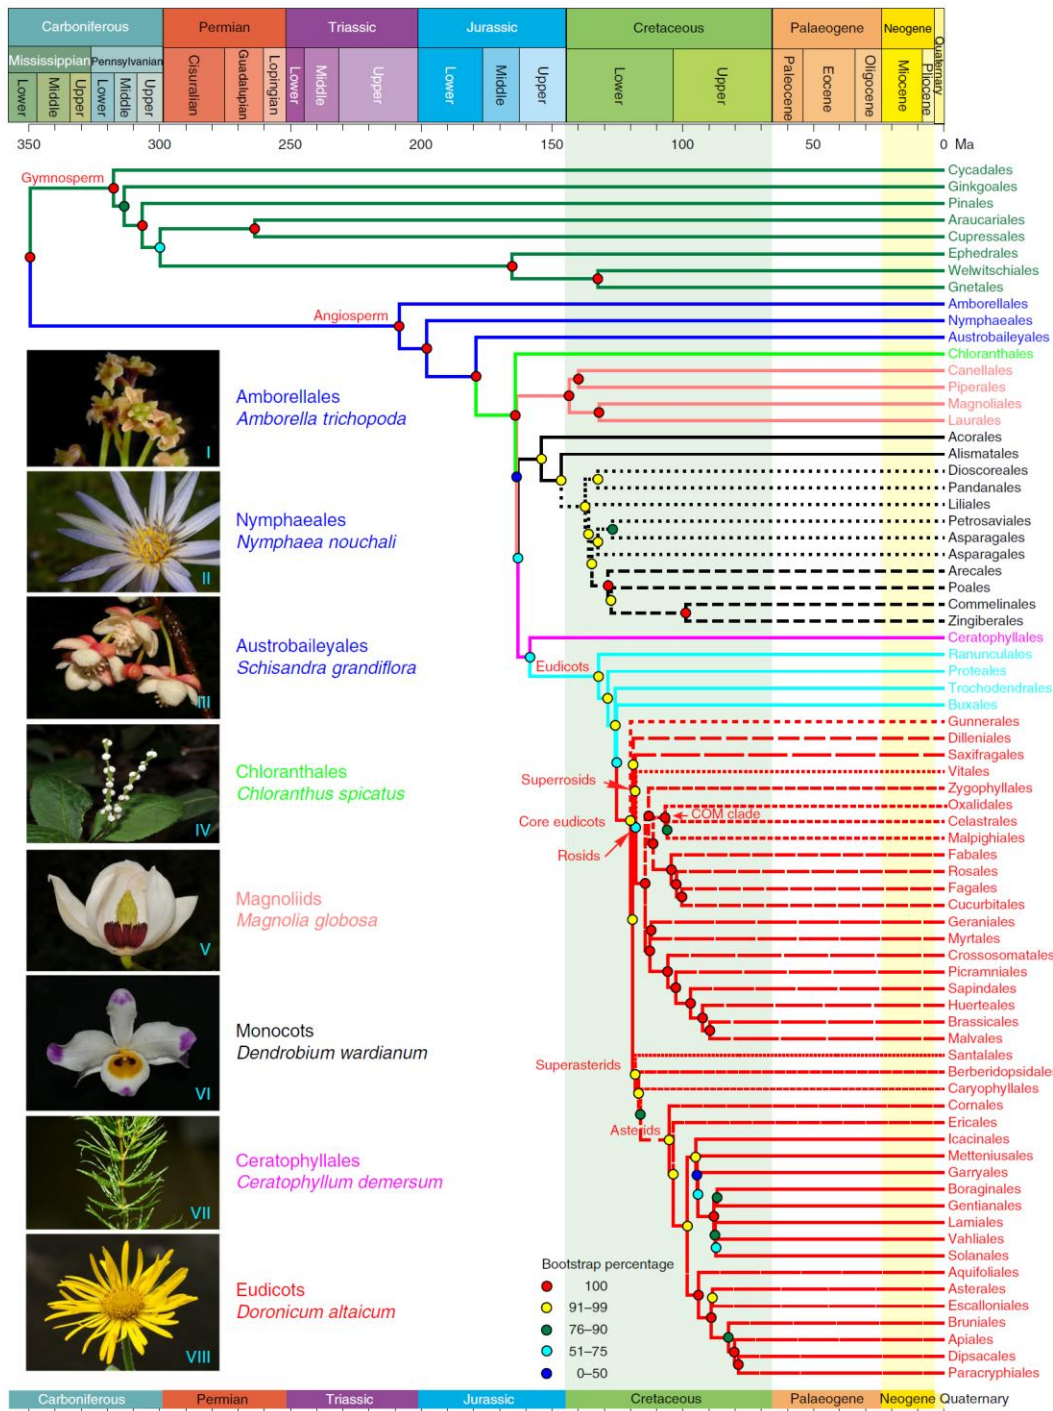 Carboniferous Permian Triassic Jurassic Cretaceous Palaeogene Neogene Quaternary
Mississippian Pennsylvanian
Lower Middle Upper Lower Middle Upper Cisuralian Guadalupian Lopingian Lower Middle Upper Lower Middle Upper Lower Upper Paleocene Eocene Oligocene Miocene Pliocene
350 300 250 200 150 100 50 0 Ma
Cycadales
Gymnosperm
Ginkgoales
Pinales
Araucariales
Cupressales
Ephedrales
Welwitschiales
Gnetales
Amborellales
Angiosperm
Nymphaeales
Austrobaileyales
Chloranthales
Canellales
Piperales
Magnoliales
Laurales
Acorales
Alismatales
Dioscoreales
Pandanales
Liliales
Petrosaviales
Asparagales
Asparagales
Arecales
Poales
Commelinales
Zingiberales
Ceratophyllales
Ranunculales
Eudicots
Proteales
Trochodendrales
Buxales
Gunnerales
Dilleniales
Saxifragales
Vitales
Superrosids
Zygophyllales
Oxalidales
COM clade
Core eudicots
Celastrales
Malpighiales
Rosids
Fabales
Rosales
Fagales
Cucurbitales
Geraniales
Myrtales
Crossosomatales
Picramniales
Sapindales
Huerteales
Brassicales
Malvales
Santalales
Superasterids
Berberidopsidales
Caryophyllales
Cornales
Ericales
Asterids
Icacinales
Metteniusales
Garryales
Boraginales
Gentianales
Lamiales
Vahliales
Solanales
Aquifoliales
Asterales
Escalloniales
Bruniales
Apiales
Dipsacales
Paracryphiales
Amborellales
Amborella trichopoda
I
Nymphaeales
Nymphaea nouchali
II
Austrobaileyales
Schisandra grandiflora
III
Chloranthales
Chloranthus spicatus
IV
Magnoliids
Magnolia globosa
V
Monocots
Dendrobium wardianum
VI
Ceratophyllales
Ceratophyllum demersum
VII
Eudicots
Doronicum altaicum
VIII
Bootstrap percentage
100
91–99
76–90
51–75
0–50
Carboniferous Permian Triassic Jurassic Cretaceous Palaeogene Neogene Quaternary